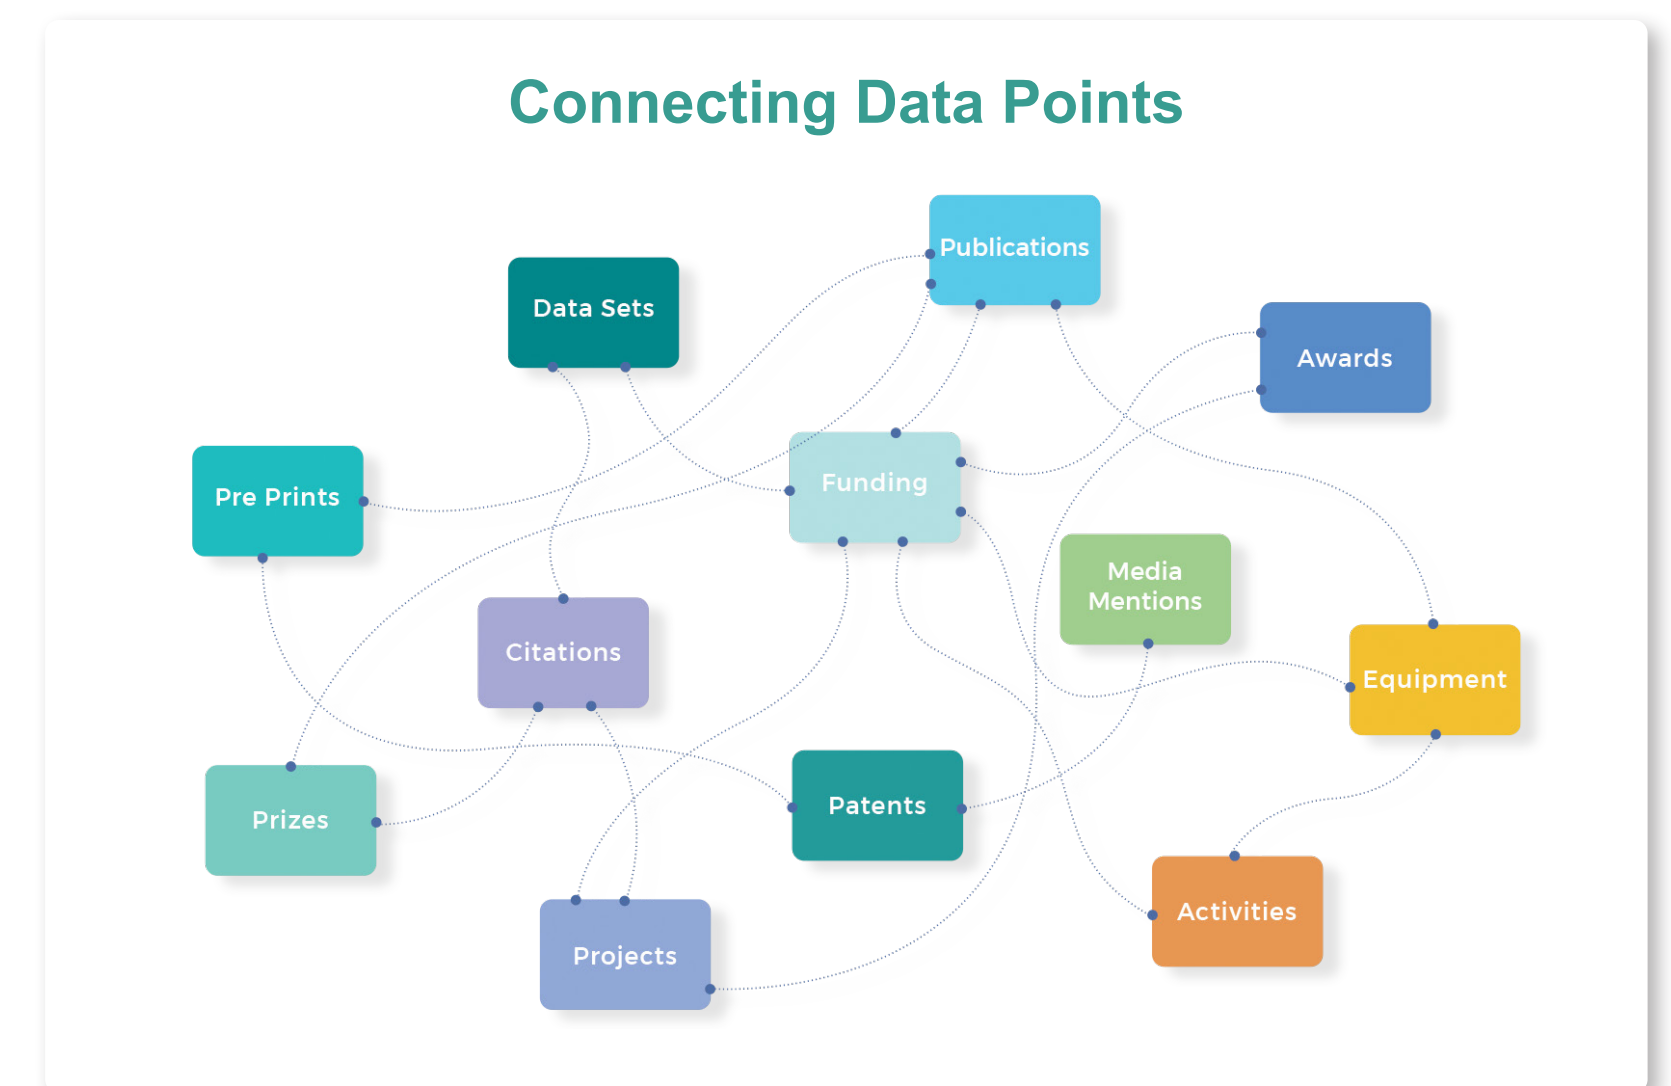 Connecting Data Points
Publications
Data Sets
Awards
Funding
Pre Prints
Media
Mentions
Citations
Equipment
Patents
Prizes
Activities
Projects